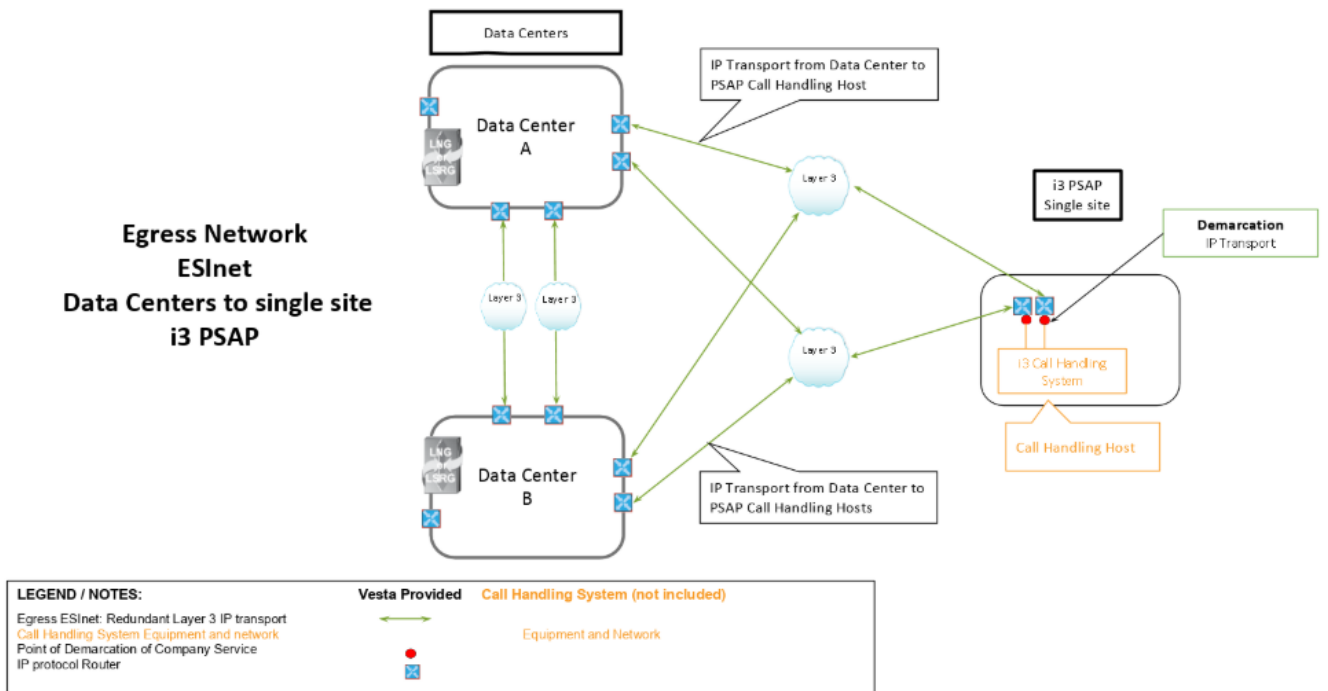 Data Centers
IP Transport from Data Center to
PSAP Call Handling Host
Data Center
A
LNG
LSRG
Layer 3
i3 PSAP
Single site
Demarcation
IP Transport
Egress Network
ESInet
Data Centers to single site
i3 PSAP
Layer 3
Layer 3
Layer 3
i3 Call Handling
System
Call Handling Host
LNG
LSRG
Data Center
B
IP Transport from Data Center to
PSAP Call Handling Hosts
LEGEND / NOTES:
Vesta Provided
Call Handling System (not included)
Egress ESInet: Redundant Layer 3 IP transport
Call Handling System Equipment and network
Equipment and Network
Point of Demarcation of Company Service
IP protocol Router